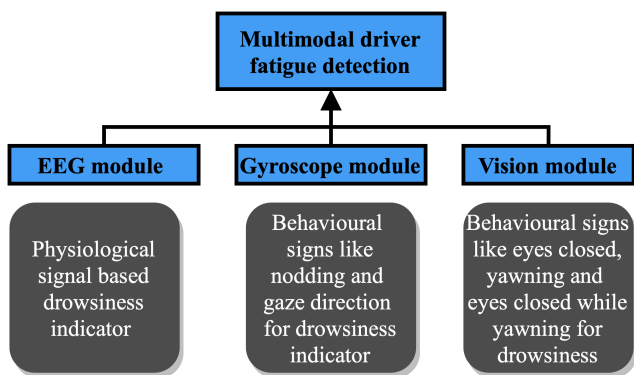 Multimodal driver
fatigue detection
EEG module
Gyroscope module
Vision module
Physiological
signal based
drowsiness
indicator
Behavioural
signs like
nodding and
gaze direction
for drowsiness
indicator
Behavioural signs
like eyes closed,
yawning and
eyes closed while
yawning for
drowsiness